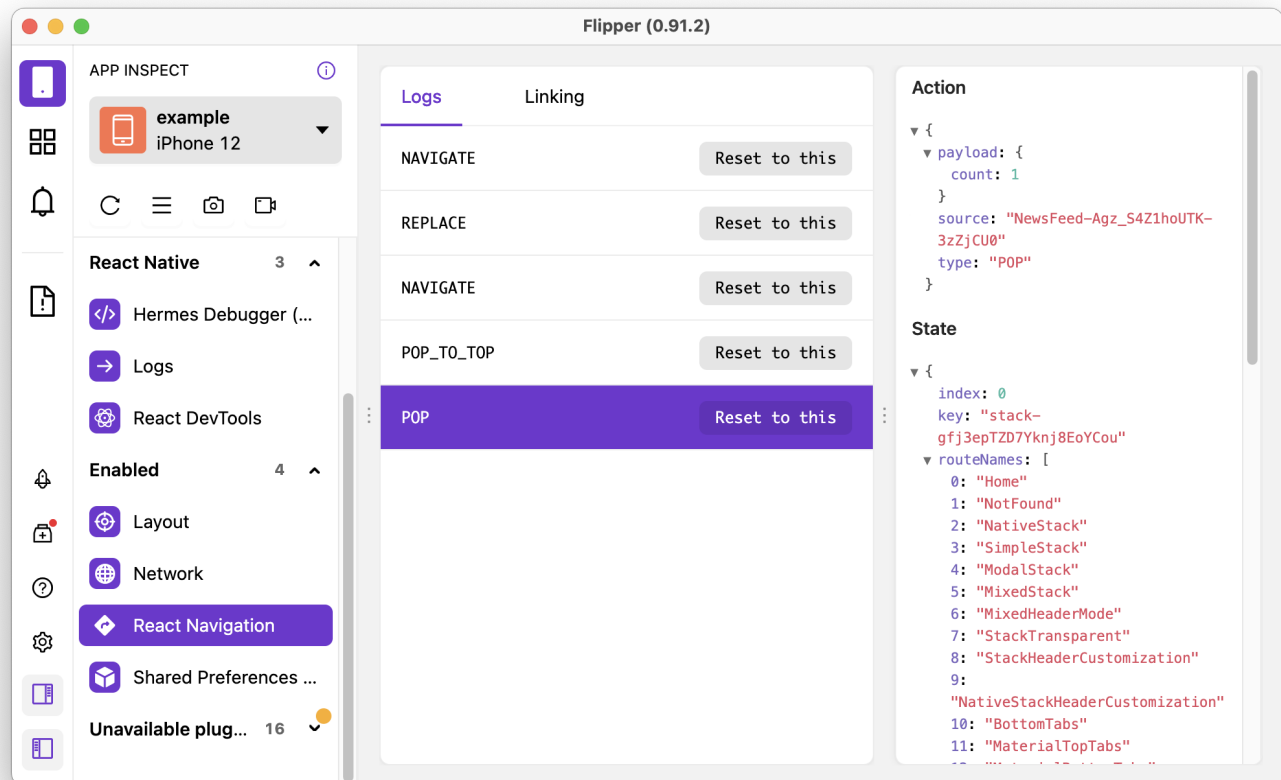 Flipper (0.91.2)
APP INSPECT
example
iPhone 12
React Native 3
Hermes Debugger (...
Logs
React DevTools
Enabled 4
Layout
Network
React Navigation
Shared Preferences ...
Unavailable plug... 16
Logs Linking
NAVIGATE Reset to this
REPLACE Reset to this
NAVIGATE Reset to this
POP_TO_TOP Reset to this
POP Reset to this
Action
{
payload: {
count: 1
}
source: "NewsFeed-Agz_S4Z1hoUTK-
3zZjCU0"
type: "POP"
}
State
{
index: 0
key: "stack-
gfj3epTZD7Yknj8EoYCou"
routeNames: [
0: "Home"
1: "NotFound"
2: "NativeStack"
3: "SimpleStack"
4: "ModalStack"
5: "MixedStack"
6: "MixedHeaderMode"
7: "StackTransparent"
8: "StackHeaderCustomization"
9:
"NativeStackHeaderCustomization"
10: "BottomTabs"
11: "MaterialTopTabs"